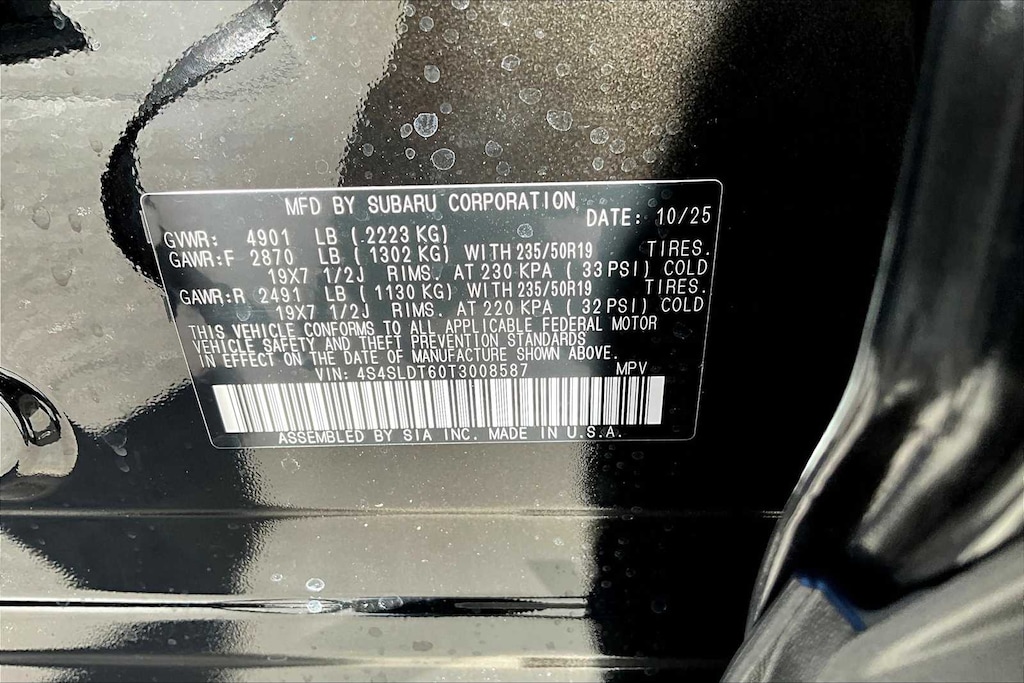 MFD BY SUBARU CORPORATION DATE: 10/25
GVWR: 4901 LB ( 2223 KG)
GAWR:F 2870 LB ( 1302 KG) WITH 235/50R19 TIRES.
19X7 1/2J RIMS. AT 230 KPA ( 33 PSI) COLD
GAWR:R 2491 LB ( 1130 KG) WITH 235/50R19 TIRES.
19X7 1/2J RIMS. AT 220 KPA ( 32 PSI) COLD
THIS VEHICLE CONFORMS TO ALL APPLICABLE FEDERAL MOTOR
VEHICLE SAFETY AND THEFT PREVENTION STANDARDS
IN EFFECT ON THE DATE OF MANUFACTURE SHOWN ABOVE.
VIN: 4S4SLDT60T3008587 MPV
ASSEMBLED BY SIA INC. MADE IN U.S.A.